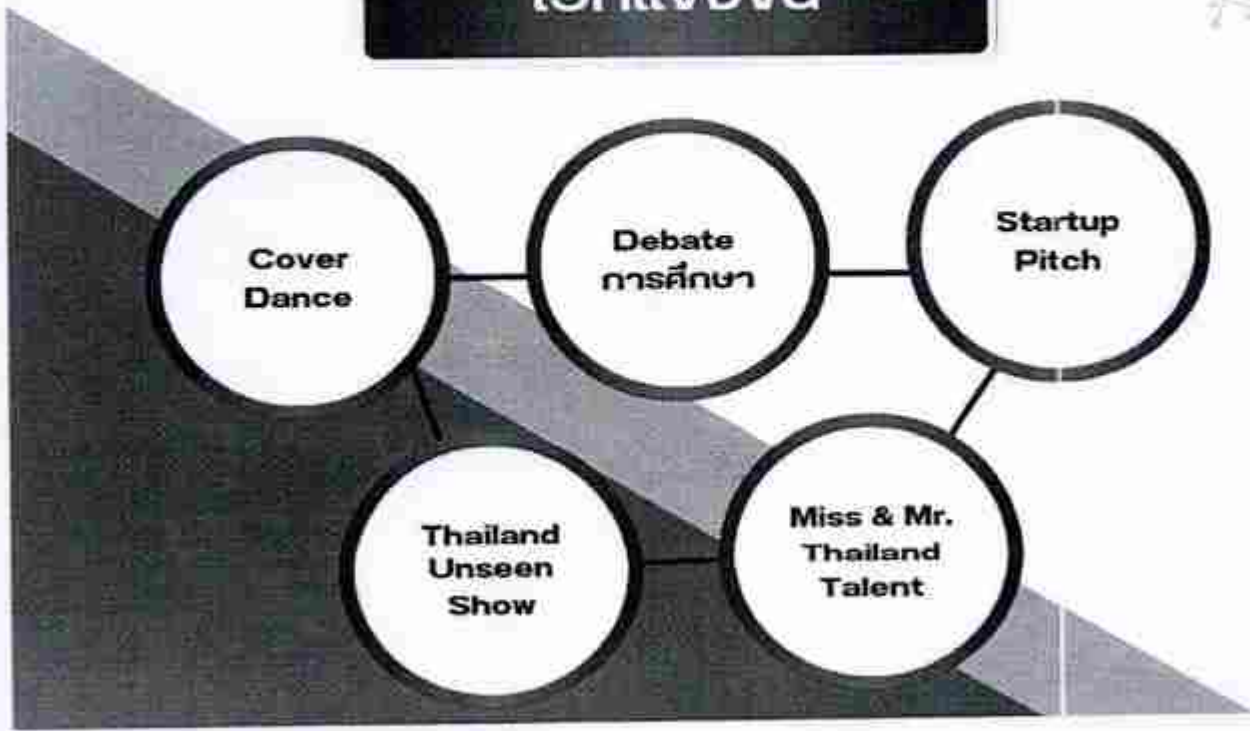 Cover
Dance
Debate
การศึกษา
Startup
Pitch
Thailand
Unseen
Show
Miss & Mr.
Thailand
Talent